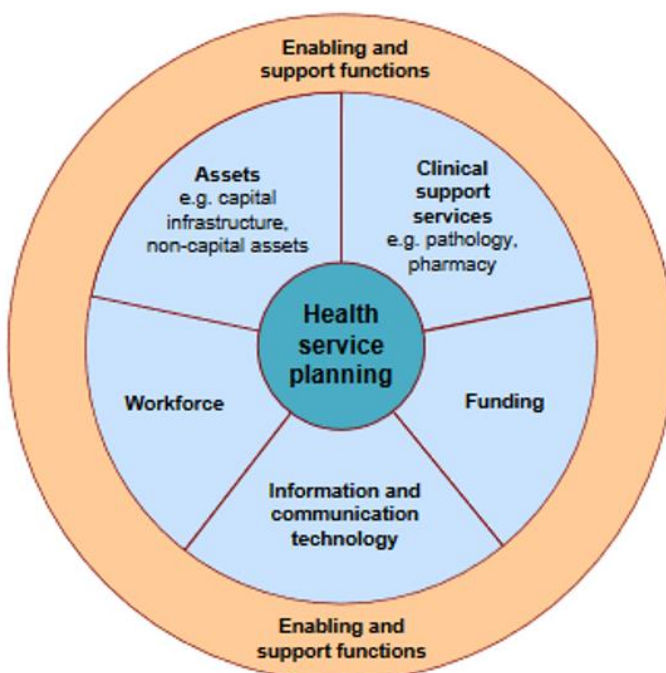 Enabling and
support functions
Assets
e.g. capital
infrastructure,
non-capital assets
Clinical
support
services
e.g. pathology,
pharmacy
Health
service
planning
Workforce
Funding
Information and
communication
technology
Enabling and
support functions